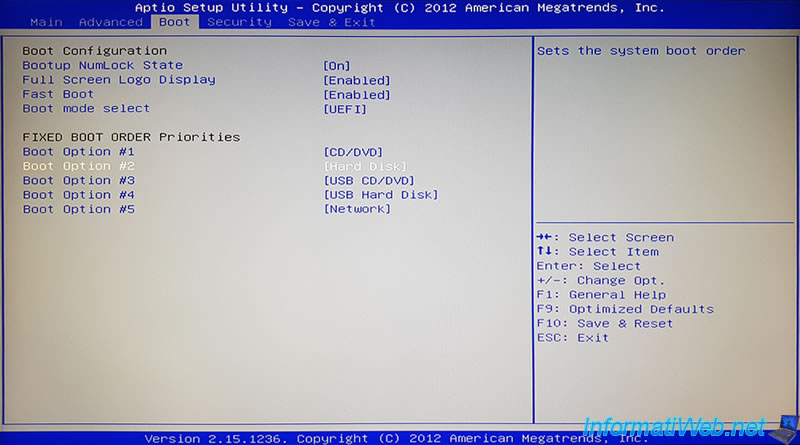 Aptio Setup Utility – Copyright (C) 2012 American Megatrends, Inc.
Main Advanced Boot Security Save & Exit
Boot Configuration
Bootup NumLock State [On]
Full Screen Logo Display [Enabled]
Fast Boot [Enabled]
Boot mode select [UEFI]
FIXED BOOT ORDER Priorities
Boot Option #1 [CD/DVD]
Boot Option #2 [Hard Disk]
Boot Option #3 [USB CD/DVD]
Boot Option #4 [USB Hard Disk]
Boot Option #5 [Network]
Sets the system boot order
→←: Select Screen
↑↓: Select Item
Enter: Select
+/-: Change Opt.
F1: General Help
F9: Optimized Defaults
F10: Save & Reset
ESC: Exit
Version 2.15.1236. Copyright (C) 2012 American Megatrends, Inc.
InformatiWeb.net